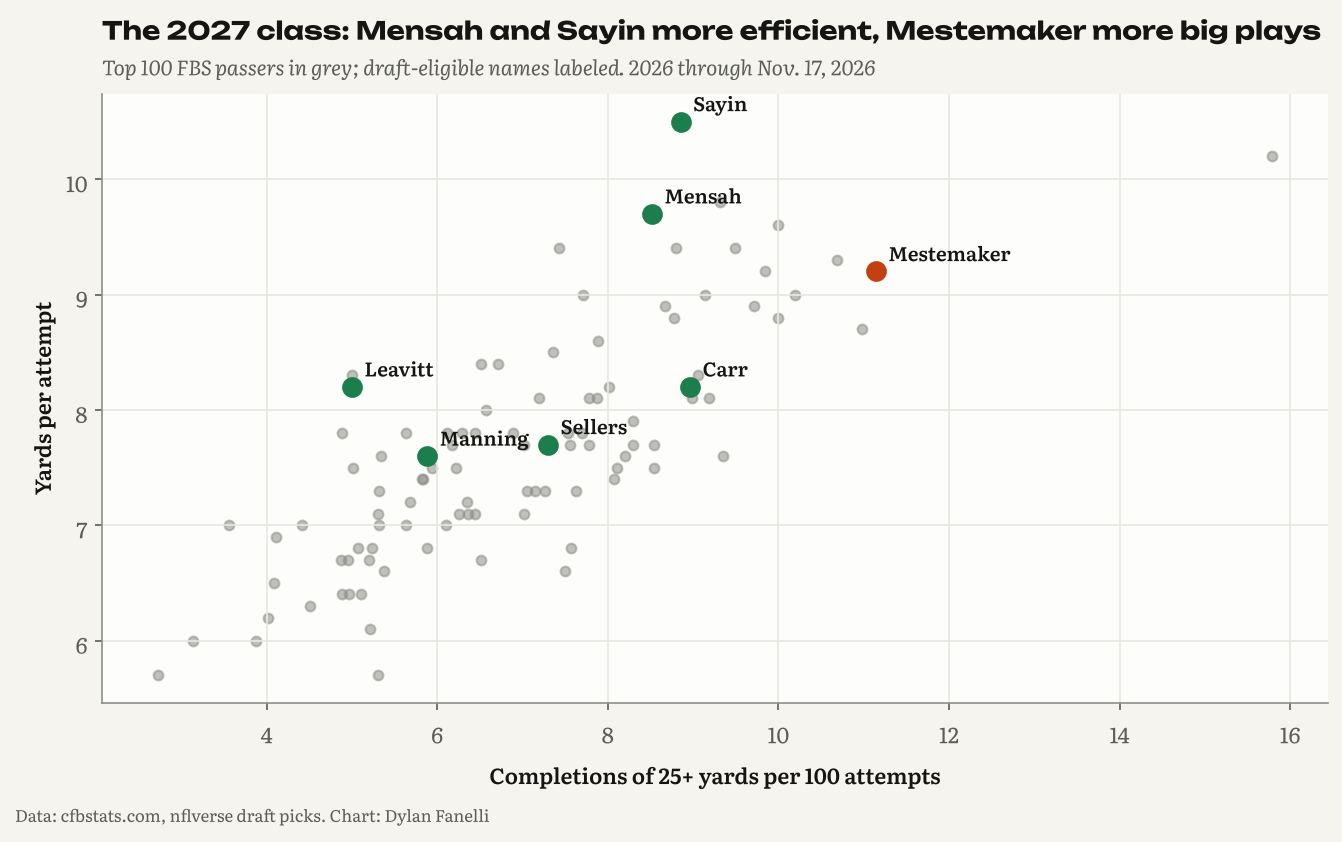 The 2027 class: Mensah and Sayin more efficient, Mestemaker more big plays
Top 100 FBS passers in grey; draft-eligible names labeled. 2026 through Nov. 17, 2026
Sayin
Mensah
Mestemaker
Leavitt
Carr
Sellers
Manning
Yards per attempt
10
9
8
7
6
4 6 8 10 12 14 16
Completions of 25+ yards per 100 attempts
Data: cfbstats.com, nflverse draft picks. Chart: Dylan Fanelli